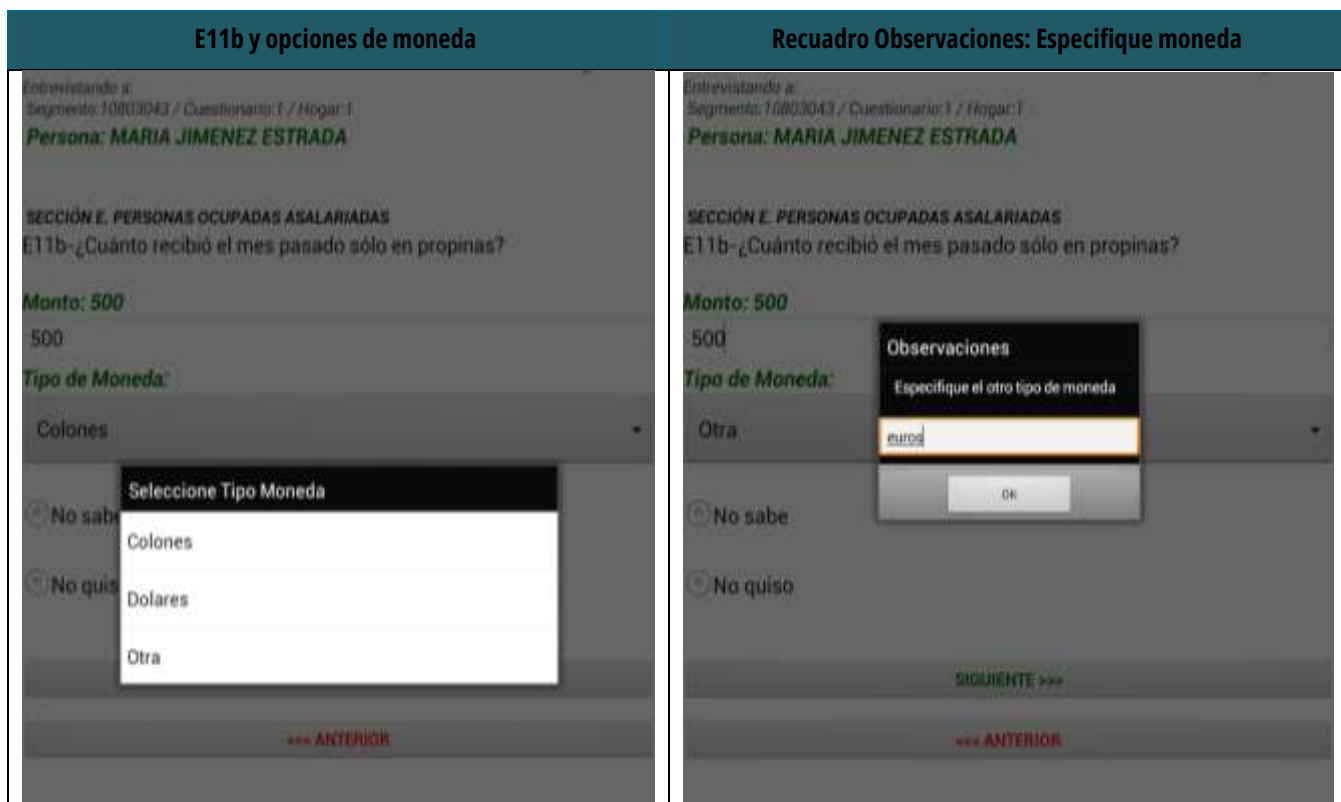 E11b y opciones de moneda
Entrevistando a:
Segmento:10803043 / Cuestionario:1 / Hogar:1
Persona: MARIA JIMENEZ ESTRADA
SECCIÓN E. PERSONAS OCUPADAS ASALARIADAS
E11b-¿Cuánto recibió el mes pasado sólo en propinas?
Monto: 500
500
Tipo de Moneda:
Colones
Seleccione Tipo Moneda
No sabe
Colones
No quis
Dolares
Otra
<<< ANTERIOR
Recuadro Observaciones: Especifique moneda
Entrevistando a:
Segmento:10803043 / Cuestionario:1 / Hogar:1
Persona: MARIA JIMENEZ ESTRADA
SECCIÓN E. PERSONAS OCUPADAS ASALARIADAS
E11b-¿Cuánto recibió el mes pasado sólo en propinas?
Monto: 500
500
Observaciones
Tipo de Moneda:
Especifique el otro tipo de moneda
Otra
euros
OK
No sabe
No quiso
SIGUIENTE >>>
<<< ANTERIOR